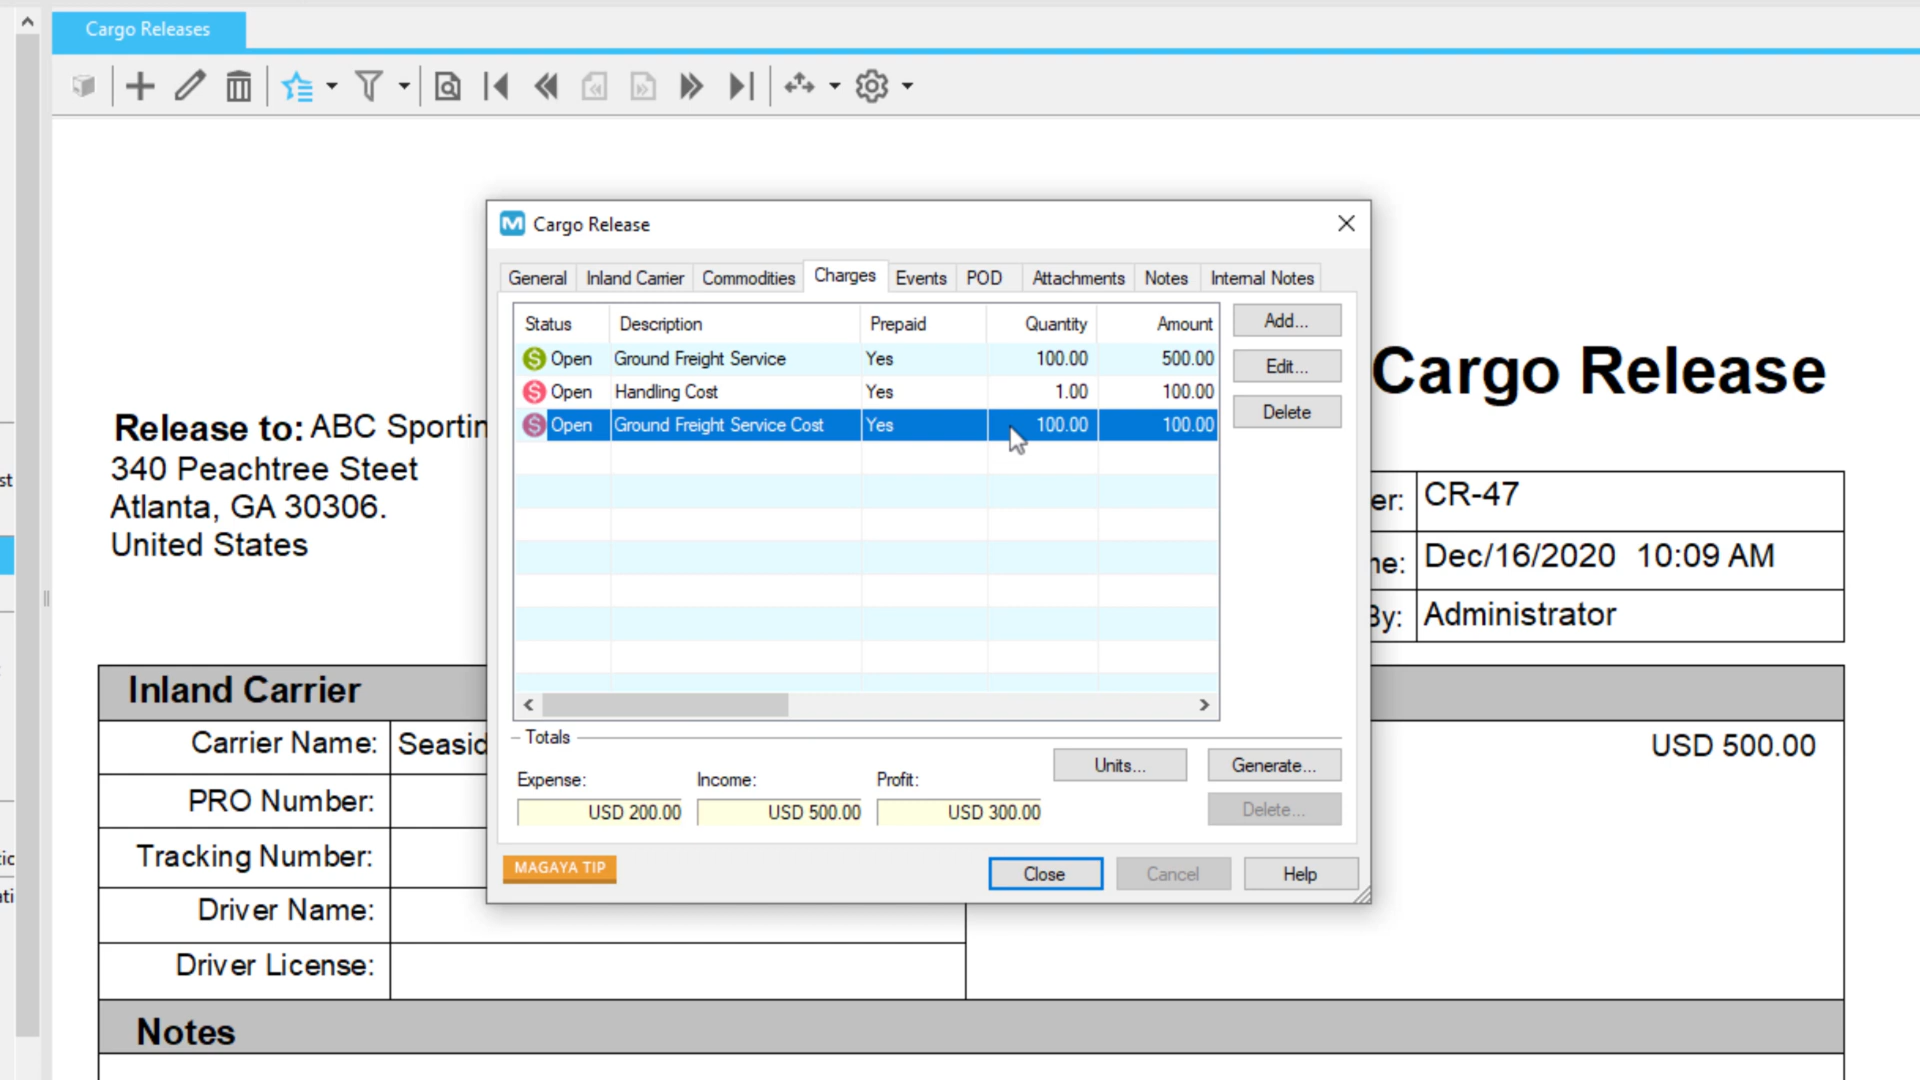 Cargo Releases
Cargo Release
General Inland Carrier Commodities Charges Events POD Attachments Notes Internal Notes
Status Description Prepaid Quantity Amount
Open Ground Freight Service Yes 100.00 500.00
Open Handling Cost Yes 1.00 100.00
Open Ground Freight Service Cost Yes 100.00 100.00
Add...
Edit...
Delete
Totals
Expense: Income: Profit:
USD 200.00 USD 500.00 USD 300.00
Units... Generate...
Delete...
MAGAYA TIP
Close Cancel Help
Cargo Release
Release to: ABC Sportin
340 Peachtree Steet
Atlanta, GA 30306.
United States
er: CR-47
me: Dec/16/2020 10:09 AM
By: Administrator
Inland Carrier
Carrier Name: Seasid
USD 500.00
PRO Number:
Tracking Number:
Driver Name:
Driver License:
Notes
st